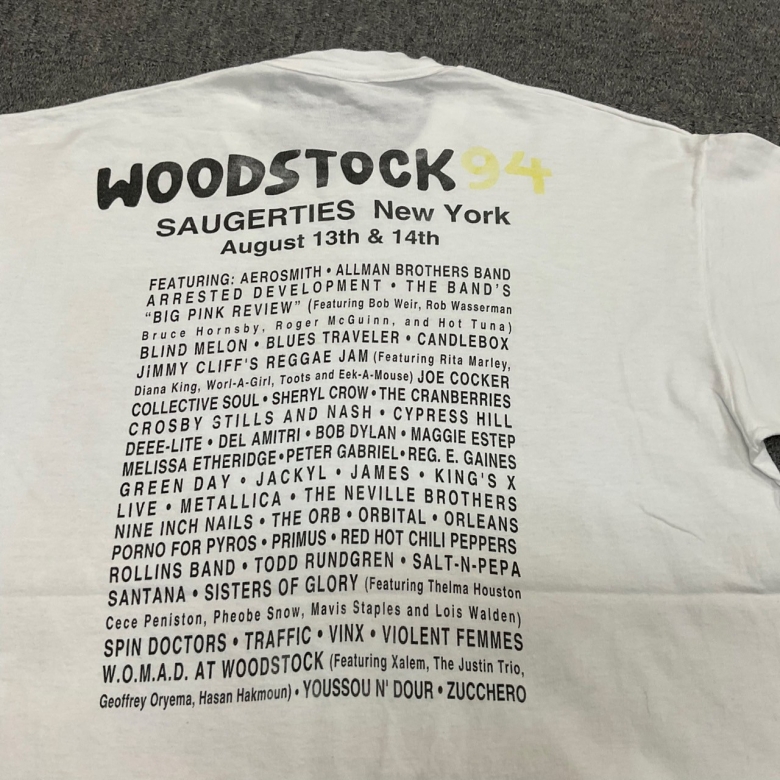 WOODSTOCK 94
SAUGERTIES New York
August 13th & 14th
FEATURING: AEROSMITH • ALLMAN BROTHERS BAND
ARRESTED DEVELOPMENT • THE BAND'S
"BIG PINK REVIEW" (Featuring Bob Weir, Rob Wasserman
Bruce Hornsby, Roger McGuinn, and Hot Tuna)
BLIND MELON • BLUES TRAVELER • CANDLEBOX
JIMMY CLIFF'S REGGAE JAM (Featuring Rita Marley,
Diana King, Worl-A-Girl, Toots and Eek-A-Mouse) JOE COCKER
COLLECTIVE SOUL • SHERYL CROW • THE CRANBERRIES
CROSBY STILLS AND NASH • CYPRESS HILL
DEEE-LITE • DEL AMITRI • BOB DYLAN • MAGGIE ESTEP
MELISSA ETHERIDGE • PETER GABRIEL • REG. E. GAINES
GREEN DAY • JACKYL • JAMES • KING'S X
LIVE • METALLICA • THE NEVILLE BROTHERS
NINE INCH NAILS • THE ORB • ORBITAL • ORLEANS
PORNO FOR PYROS • PRIMUS • RED HOT CHILI PEPPERS
ROLLINS BAND • TODD RUNDGREN • SALT-N-PEPA
SANTANA • SISTERS OF GLORY (Featuring Thelma Houston
Cece Peniston, Pheobe Snow, Mavis Staples and Lois Walden)
SPIN DOCTORS • TRAFFIC • VINX • VIOLENT FEMMES
W.O.M.A.D. AT WOODSTOCK (Featuring Xalem, The Justin Trio,
Geoffrey Oryema, Hasan Hakmoun) • YOUSSOU N' DOUR • ZUCCHERO